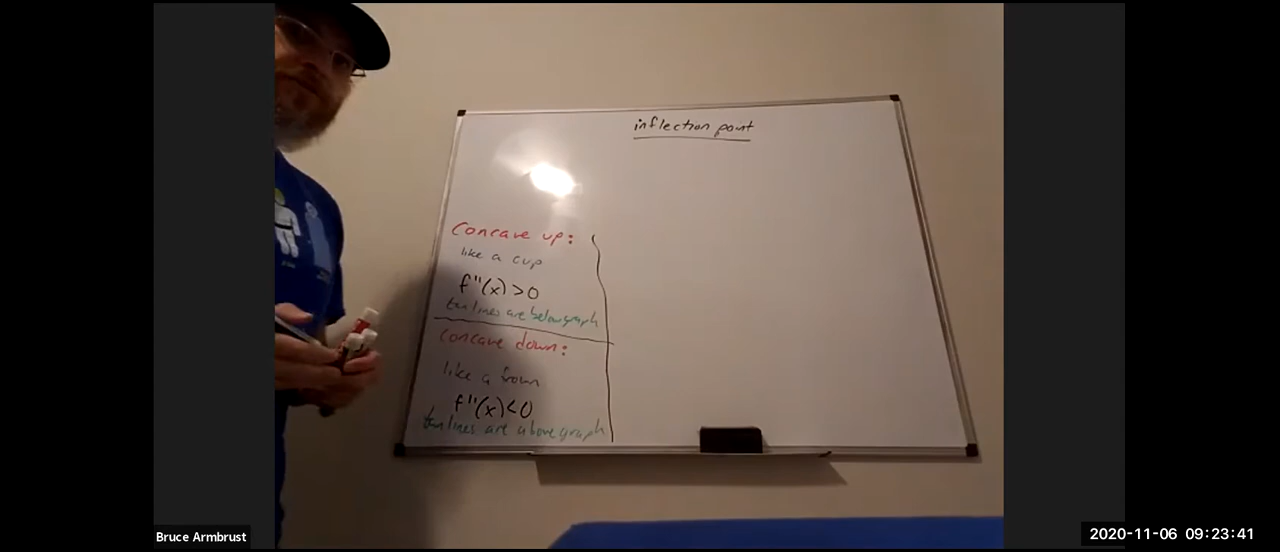 inflection point
Concave up:
like a cup
f"(x) > 0
tan lines are below graph
Concave down:
like a frown
f"(x) < 0
tan lines are above graph
Bruce Armbrust
2020-11-06 09:23:41